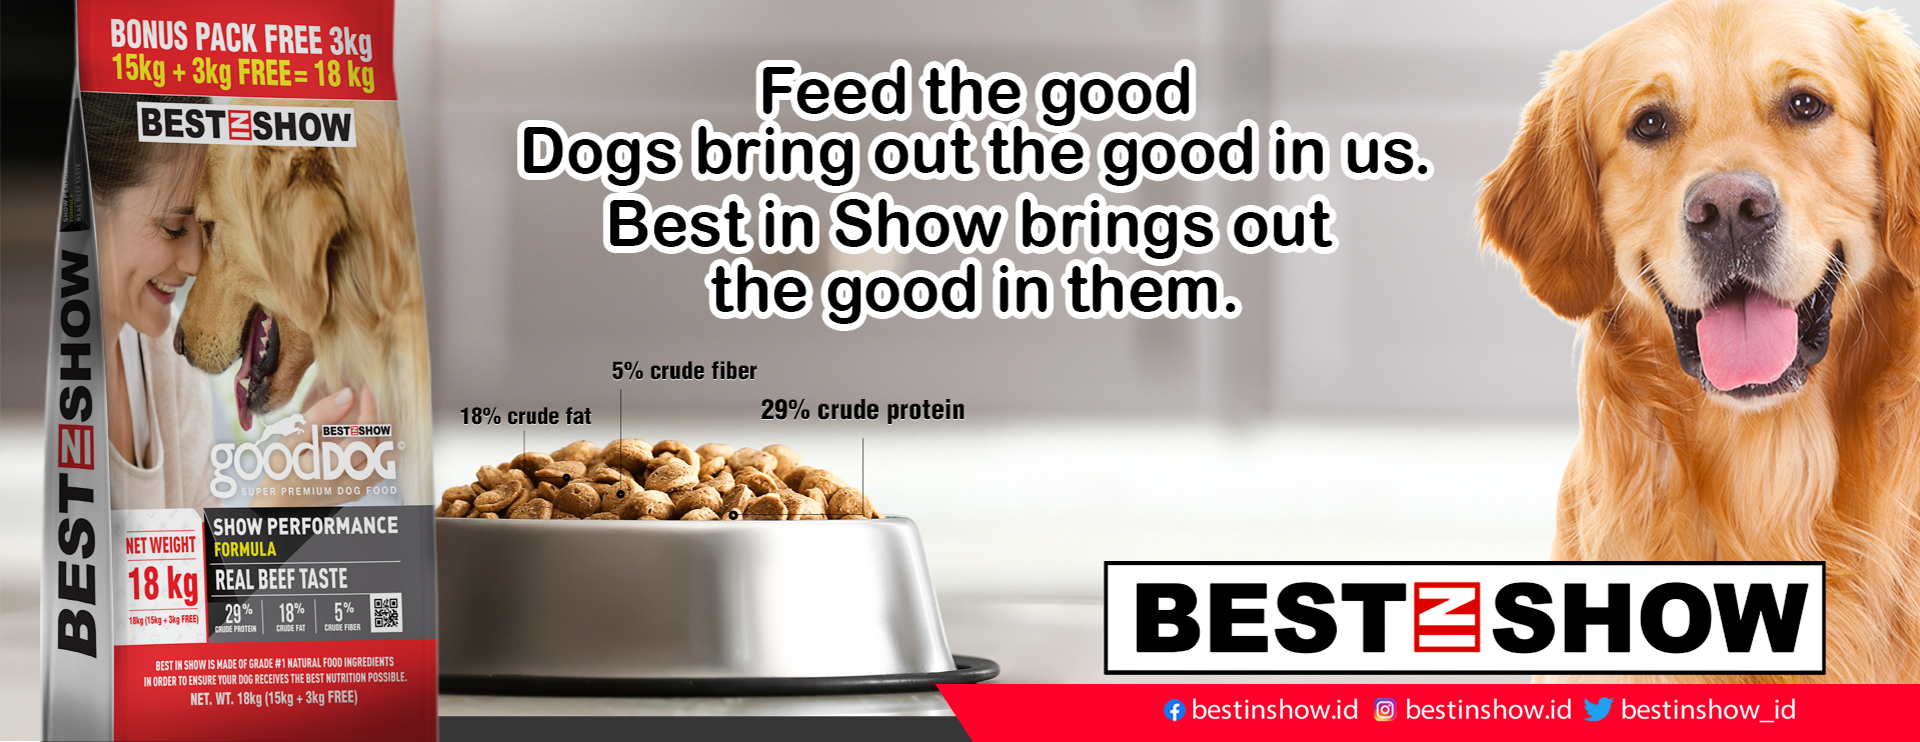 BONUS PACK FREE 3kg
15kg + 3kg FREE= 18 kg
BEST IN SHOW
BEST IN SHOW
BEST IN SHOW
goodDOG
SUPER PREMIUM DOG FOOD
NET WEIGHT
18 kg
18kg (15kg + 3kg FREE)
SHOW PERFORMANCE
FORMULA
REAL BEEF TASTE
29% 18% 5%
CRUDE PROTEIN CRUDE FAT CRUDE FIBER
BEST IN SHOW IS MADE OF GRADE #1 NATURAL FOOD INGREDIENTS
IN ORDER TO ENSURE YOUR DOG RECEIVES THE BEST NUTRITION POSSIBLE.
NET. WT. 18kg (15kg + 3kg FREE)
Feed the good
Dogs bring out the good in us.
Best in Show brings out
the good in them.
5% crude fiber
18% crude fat
29% crude protein
BEST IN SHOW
bestinshow.id bestinshow.id bestinshow_id